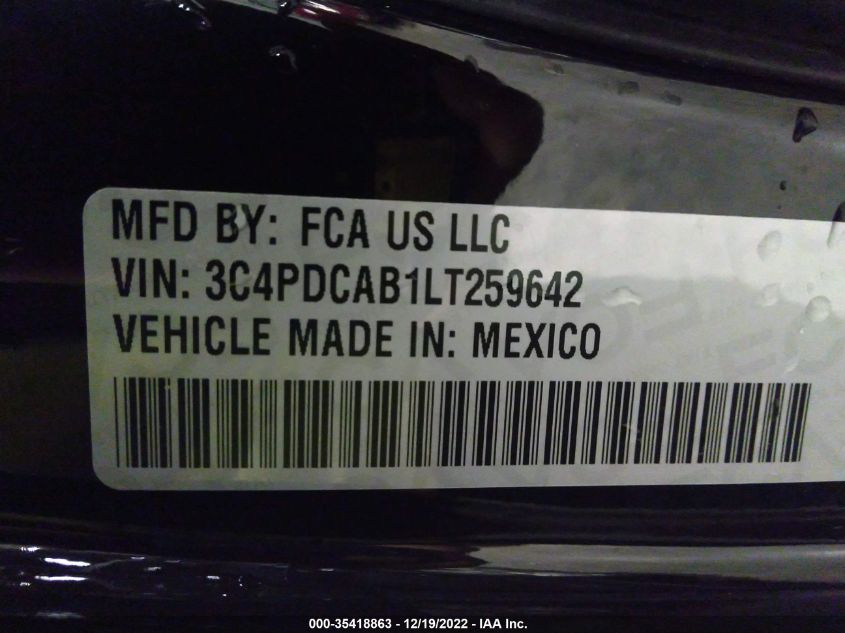 MFD BY: FCA US LLC
VIN: 3C4PDCAB1LT259642
VEHICLE MADE IN: MEXICO
000-35418863 - 12/19/2022 - IAA Inc.